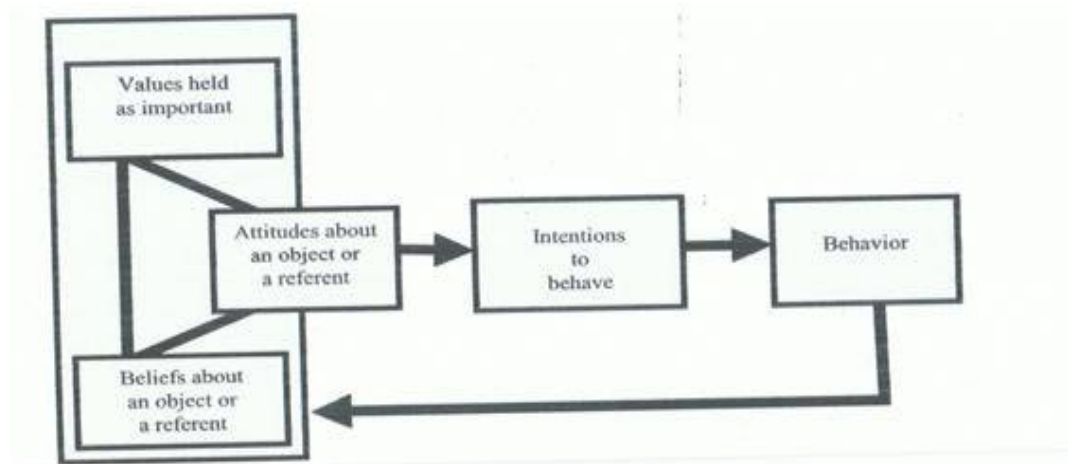 Values held
as important
Attitudes about
an object or
a referent
Intentions
to
behave
Behavior
Beliefs about
an object or
a referent